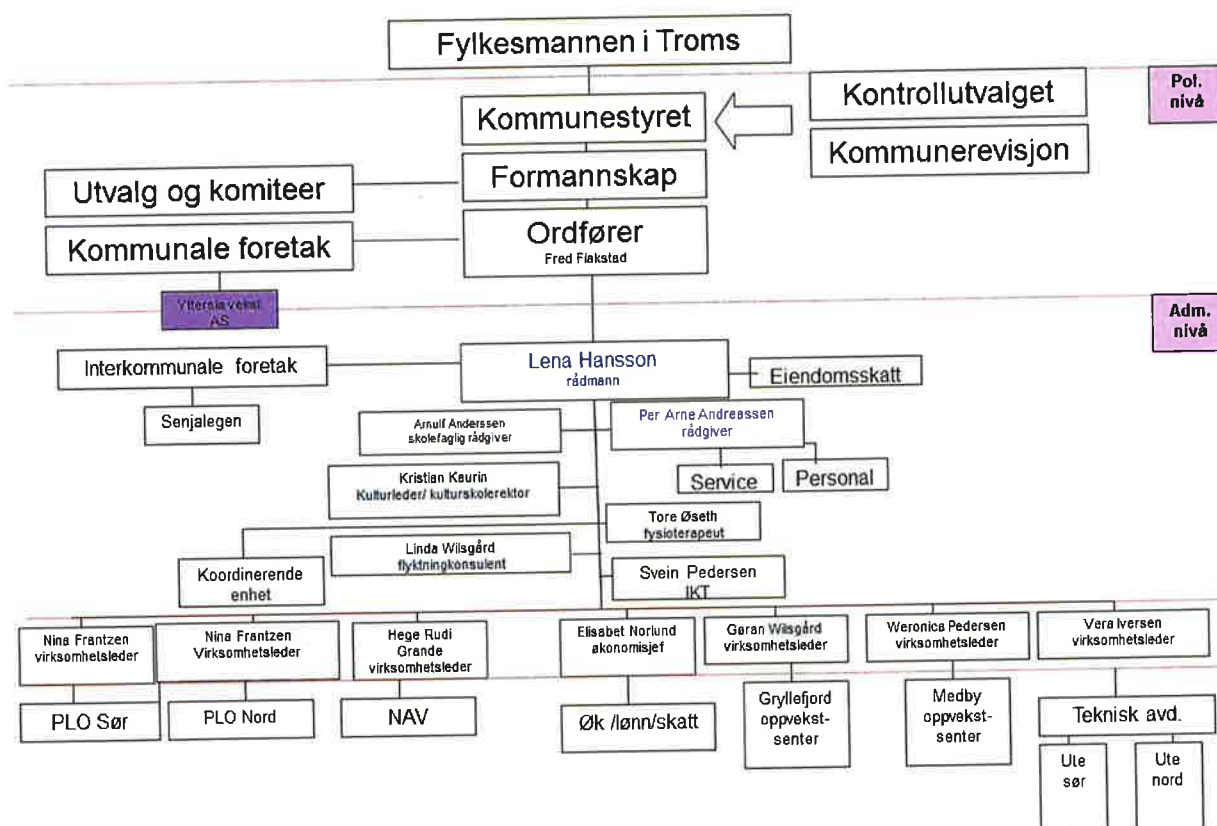 Fylkesmannen i Troms
Pol.
nivå
Kommunestyret
Kontrollutvalget
Kommunerevisjon
Formannskap
Utvalg og komiteer
Ordfører
Fred Flakstad
Kommunale foretak
vekst
AS
Adm.
nivå
Lena Hansson
rådmann
Interkommunale foretak
Eiendomsskatt
Senjalegen
Arnulf Anderssen
skolefaglig rådgiver
Per Arne Andreassen
rådgiver
Service
Personal
Kristian Kaurin
Kulturleder/ kulturskolerektor
Tore Øseth
fysioterapeut
Linda Wilsgård
flyktningkonsulent
Koordinerende
enhet
Svein Pedersen
IKT
Nina Frantzen
virksomhetsleder
Nina Frantzen
Virksomhetsleder
Hege Rudi
Grande
virksomhetsleder
Elisabet Norlund
økonomisjef
Gøran Wilsgård
virksomhetsleder
Weronica Pedersen
virksomhetsleder
Vera Iversen
virksomhetsleder
PLO Sør
PLO Nord
NAV
Øk /lønn/skatt
Gryllefjord
oppvekst-
senter
Medby
oppvekst-
senter
Teknisk avd.
Ute
sør
Ute
nord